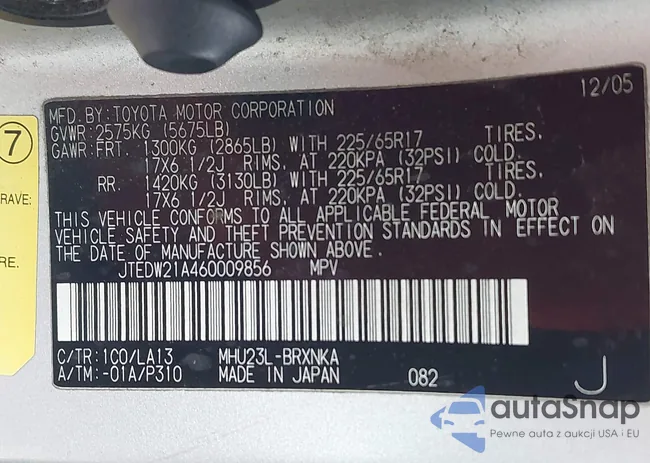 12/05
MFD.BY:TOYOTA MOTOR CORPORATION
GVWR:2575KG (5675LB)
GAWR:FRT. 1300KG (2865LB) WITH 225/65R17 TIRES,
17X6 1/2J RIMS, AT 220KPA (32PSI) COLD.
RR. 1420KG (3130LB) WITH 225/65R17 TIRES,
17X6 1/2J RIMS, AT 220KPA (32PSI) COLD.
THIS VEHICLE CONFORMS TO ALL APPLICABLE FEDERAL MOTOR
VEHICLE SAFETY AND THEFT PREVENTION STANDARDS IN EFFECT ON
THE DATE OF MANUFACTURE SHOWN ABOVE.
JTEDW21A460009856 MPV
C/TR:1C0/LA13 MHU23L-BRXNKA
A/TM:-01A/P310 MADE IN JAPAN 082 J
7
RAVE:
RE.
autaSnap
Pewne auta z aukcji USA i EU